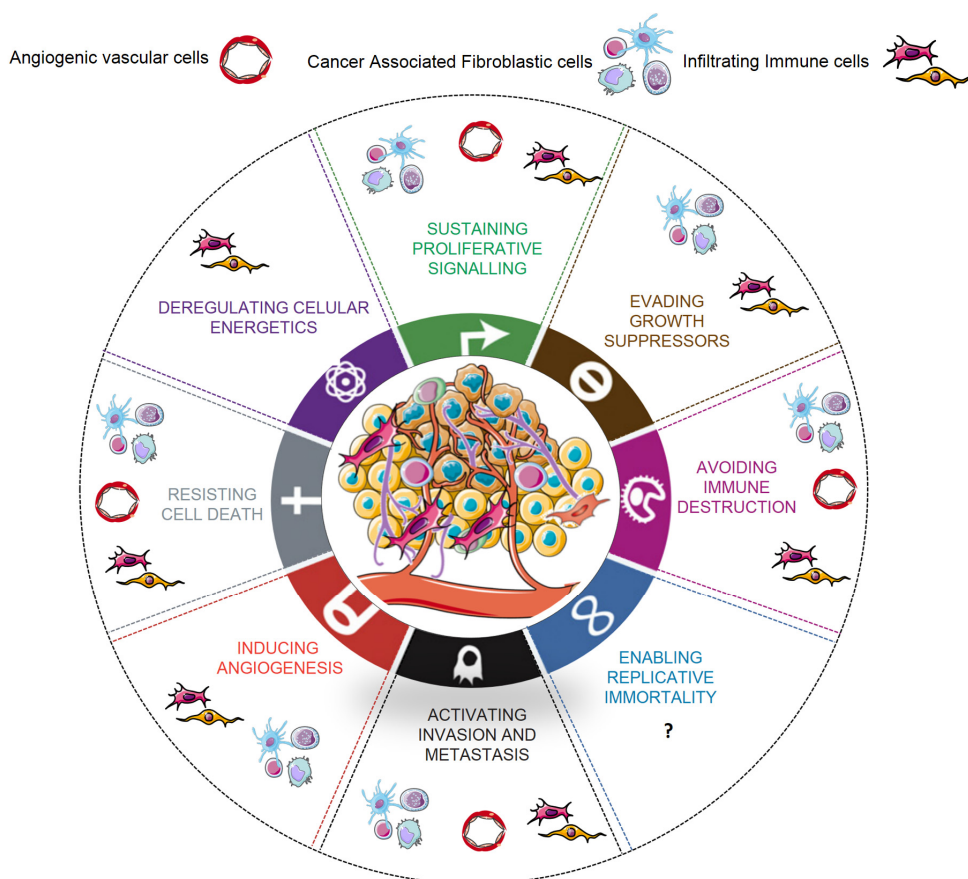 Angiogenic vascular cells
Cancer Associated Fibroblastic cells
Infiltrating Immune cells
SUSTAINING
PROLIFERATIVE
SIGNALLING
DEREGULATING CELULAR
ENERGETICS
EVADING
GROWTH
SUPPRESSORS
RESISTING
CELL DEATH
AVOIDING
IMMUNE
DESTRUCTION
INDUCING
ANGIOGENESIS
ENABLING
REPLICATIVE
IMMORTALITY
?
ACTIVATING
INVASION AND
METASTASIS